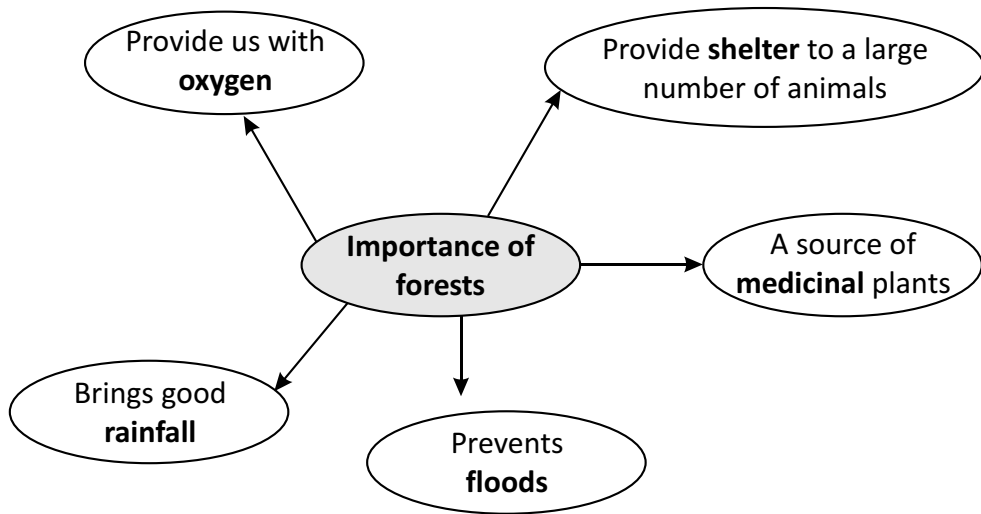 Provide us with
oxygen
Provide shelter to a large
number of animals
Importance of
forests
A source of
medicinal plants
Brings good
rainfall
Prevents
floods